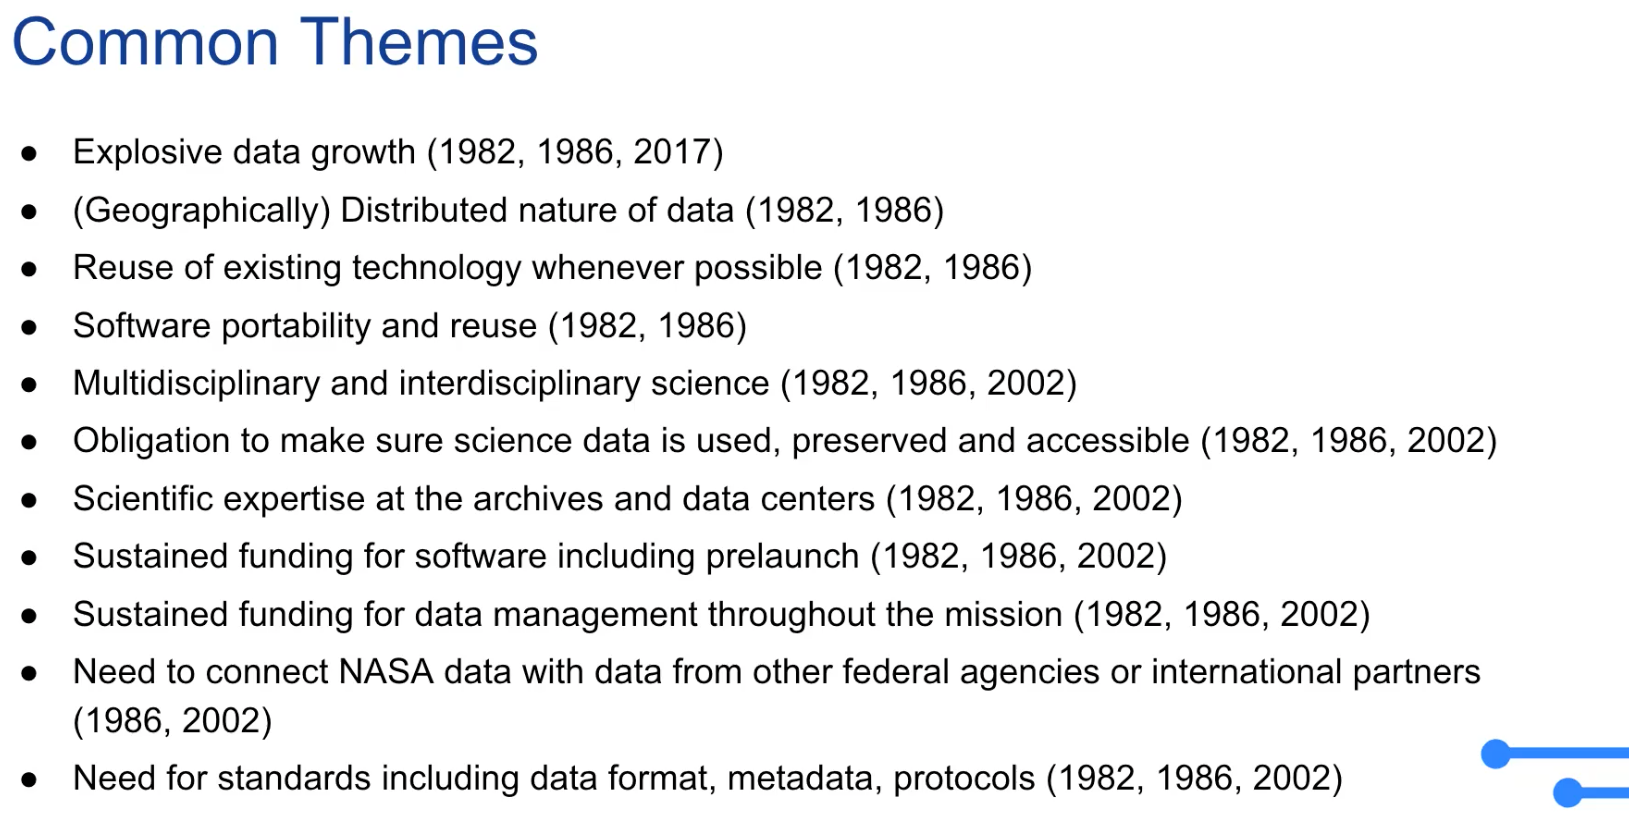 Common Themes
● Explosive data growth (1982, 1986, 2017)
● (Geographically) Distributed nature of data (1982, 1986)
● Reuse of existing technology whenever possible (1982, 1986)
● Software portability and reuse (1982, 1986)
● Multidisciplinary and interdisciplinary science (1982, 1986, 2002)
● Obligation to make sure science data is used, preserved and accessible (1982, 1986, 2002)
● Scientific expertise at the archives and data centers (1982, 1986, 2002)
● Sustained funding for software including prelaunch (1982, 1986, 2002)
● Sustained funding for data management throughout the mission (1982, 1986, 2002)
● Need to connect NASA data with data from other federal agencies or international partners
(1986, 2002)
● Need for standards including data format, metadata, protocols (1982, 1986, 2002)